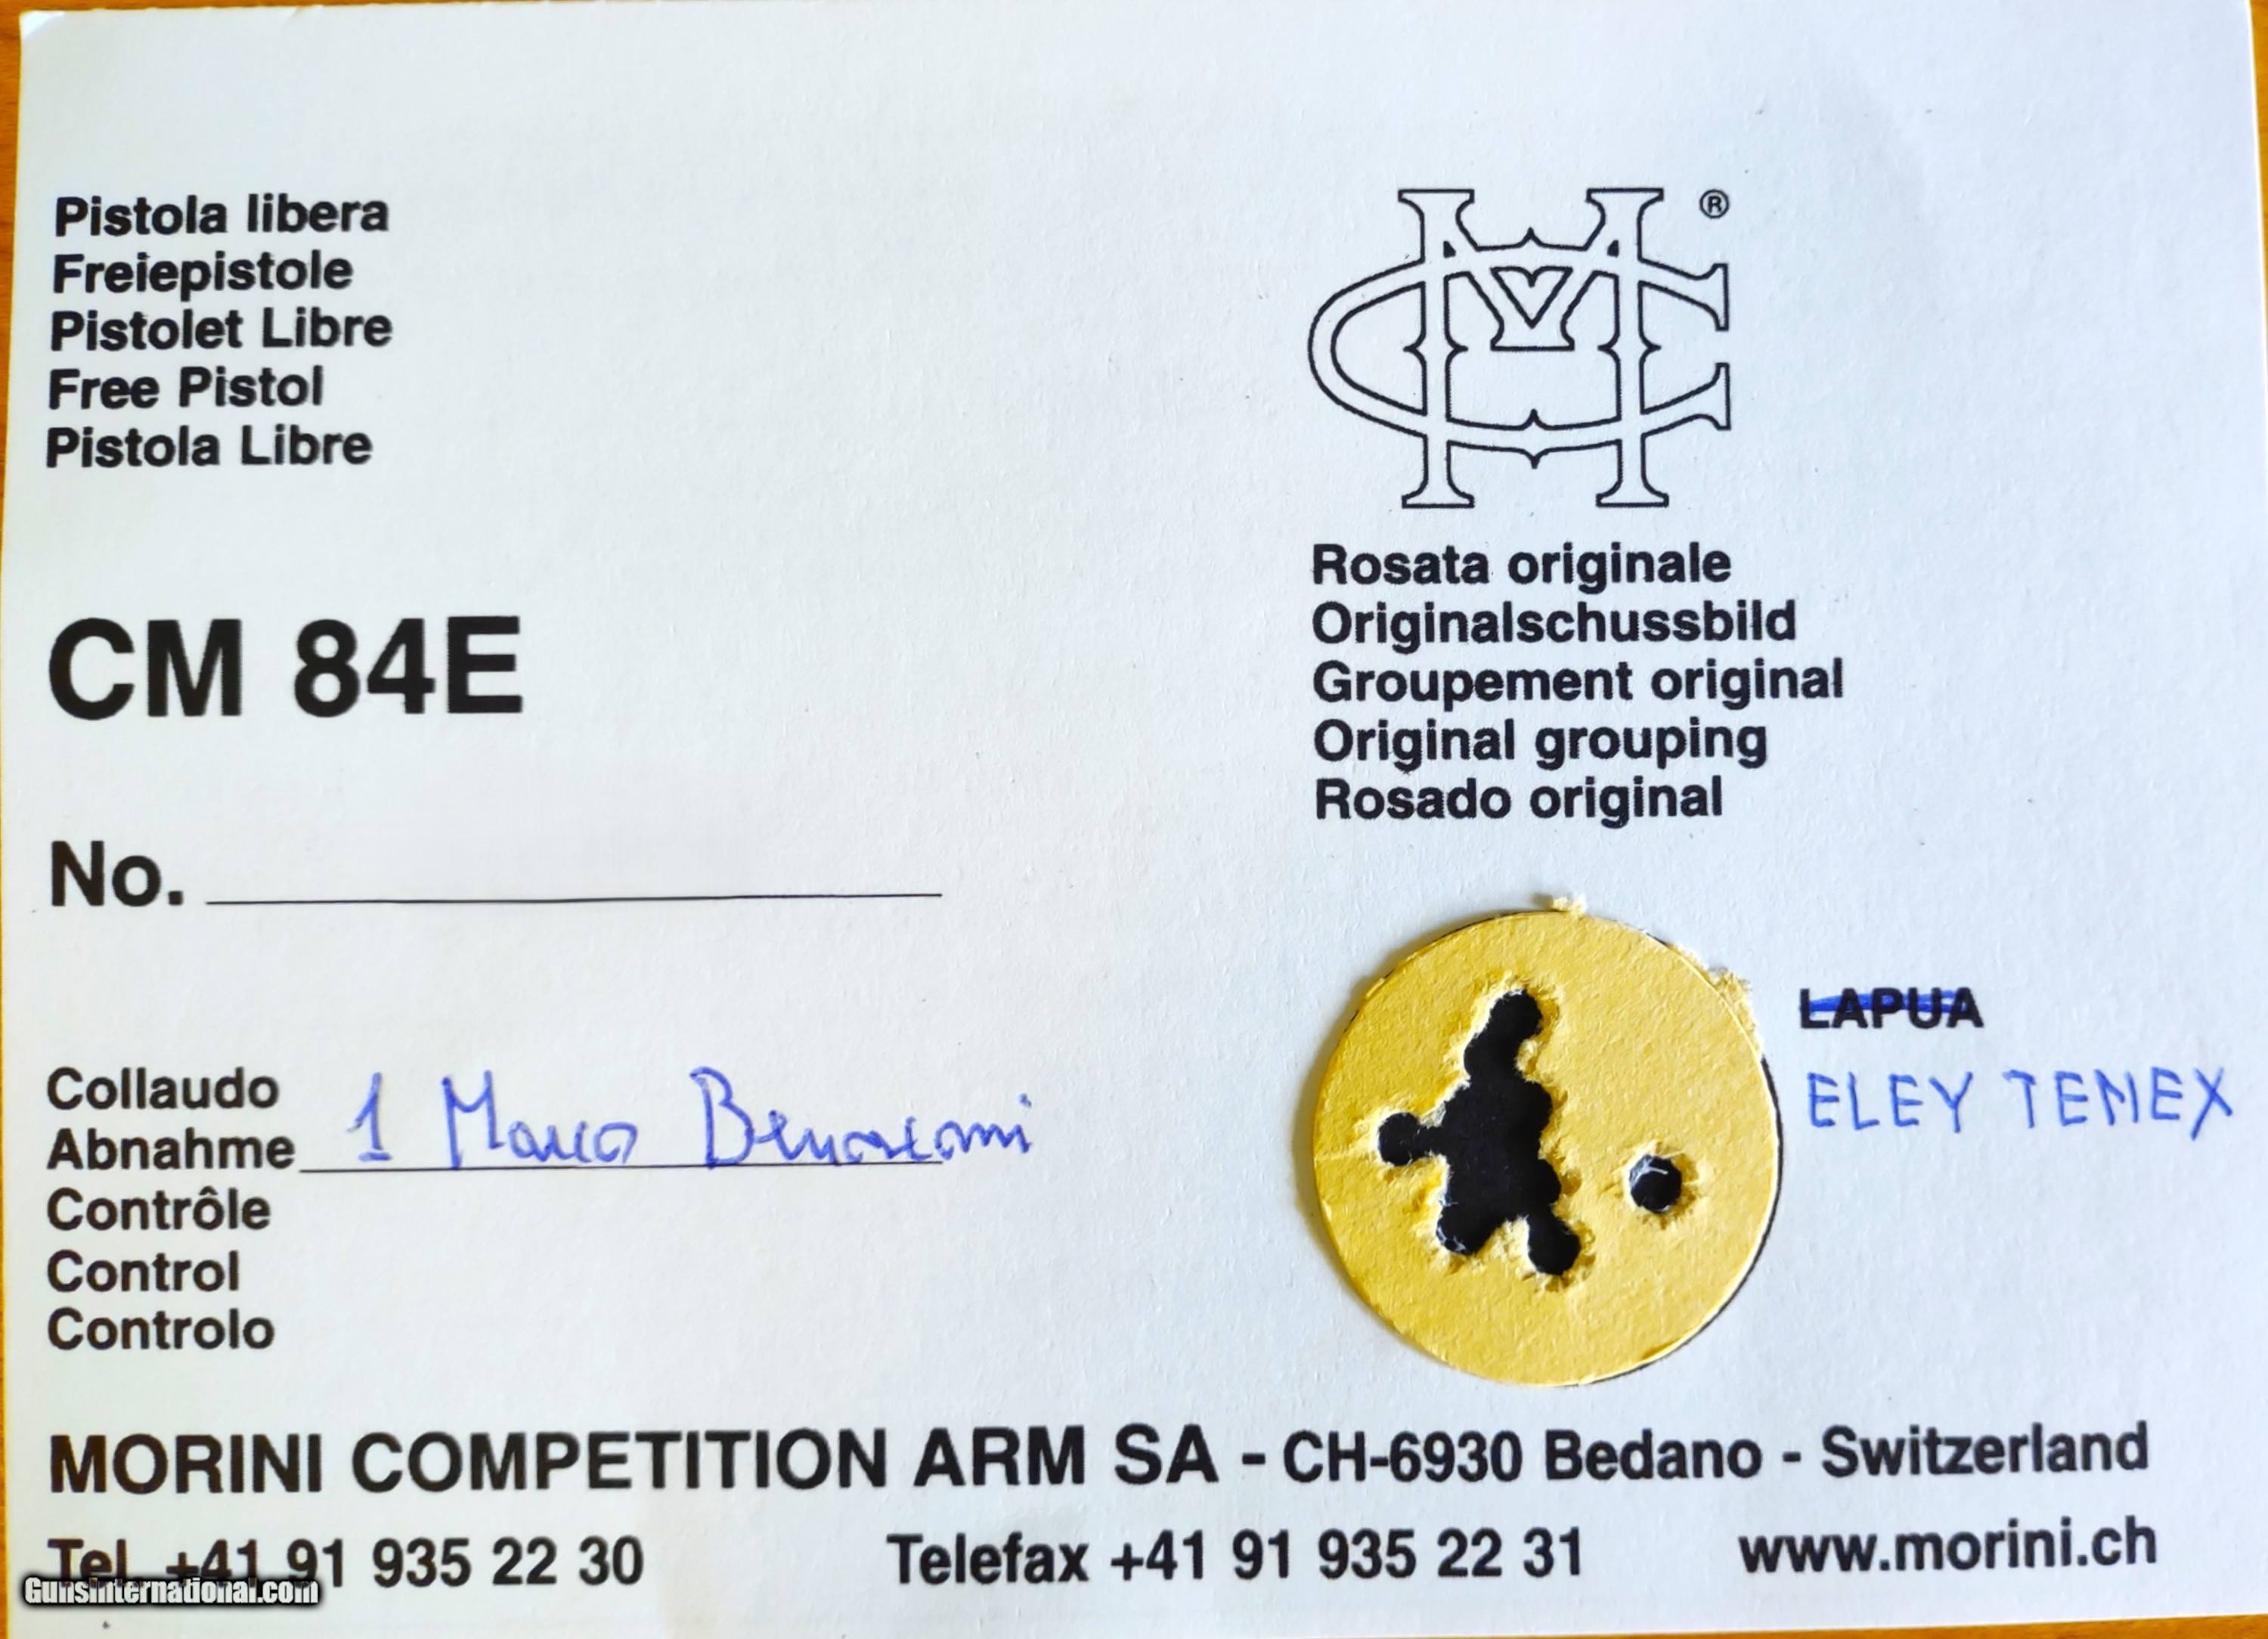 Pistola libera
Freiepistole
Pistolet Libre
Free Pistol
Pistola Libre
®
Rosata originale
Originalschussbild
Groupement original
Original grouping
Rosado original
CM 84E
No.
LAPUA
ELEY TENEX
Collaudo
Abnahme 1 Marco
Contrôle
Control
Controlo
MORINI COMPETITION ARM SA - CH-6930 Bedano - Switzerland
Tel. +41 91 935 22 30 Telefax +41 91 935 22 31 www.morini.ch
GunsInternational.com